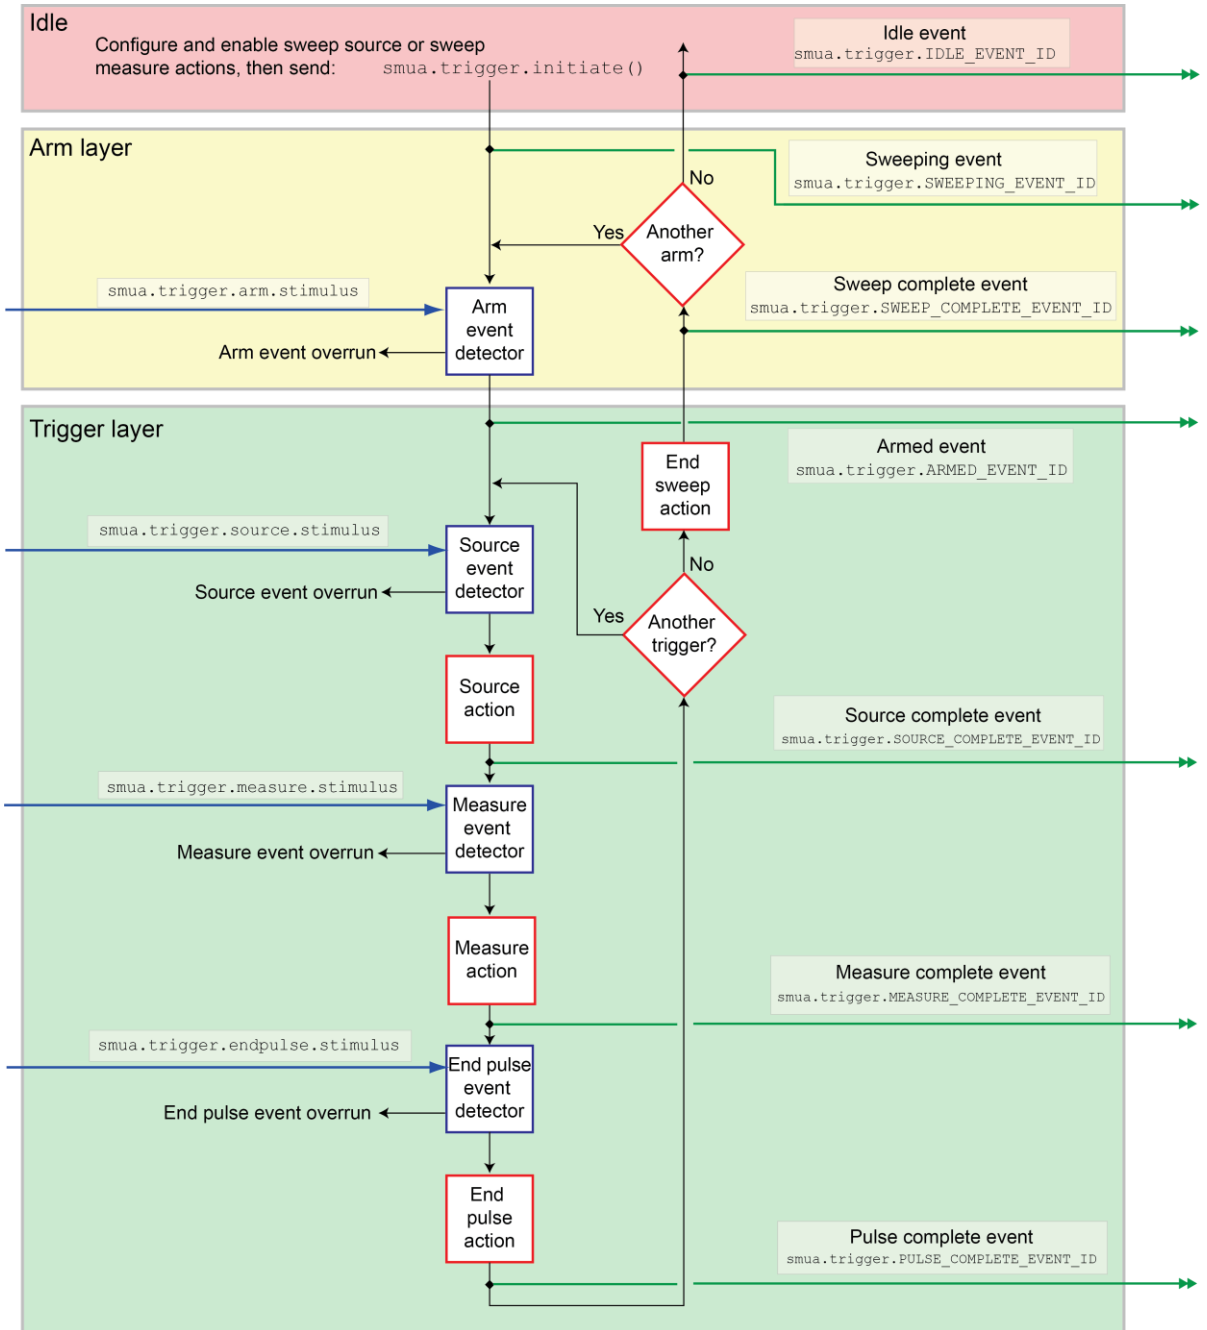 Idle
Configure and enable sweep source or sweep
measure actions, then send: smua.trigger.initiate()
Idle event
smua.trigger.IDLE_EVENT_ID
Arm layer
Sweeping event
smua.trigger.SWEEPING_EVENT_ID
No
Yes
Another
arm?
smua.trigger.arm.stimulus
Arm
event
detector
Arm event overrun
Sweep complete event
smua.trigger.SWEEP_COMPLETE_EVENT_ID
Trigger layer
Armed event
smua.trigger.ARMED_EVENT_ID
End
sweep
action
smua.trigger.source.stimulus
Source
event
detector
Source event overrun
No
Yes
Another
trigger?
Source
action
Source complete event
smua.trigger.SOURCE_COMPLETE_EVENT_ID
smua.trigger.measure.stimulus
Measure
event
detector
Measure event overrun
Measure
action
Measure complete event
smua.trigger.MEASURE_COMPLETE_EVENT_ID
smua.trigger.endpulse.stimulus
End pulse
event
detector
End pulse event overrun
End
pulse
action
Pulse complete event
smua.trigger.PULSE_COMPLETE_EVENT_ID